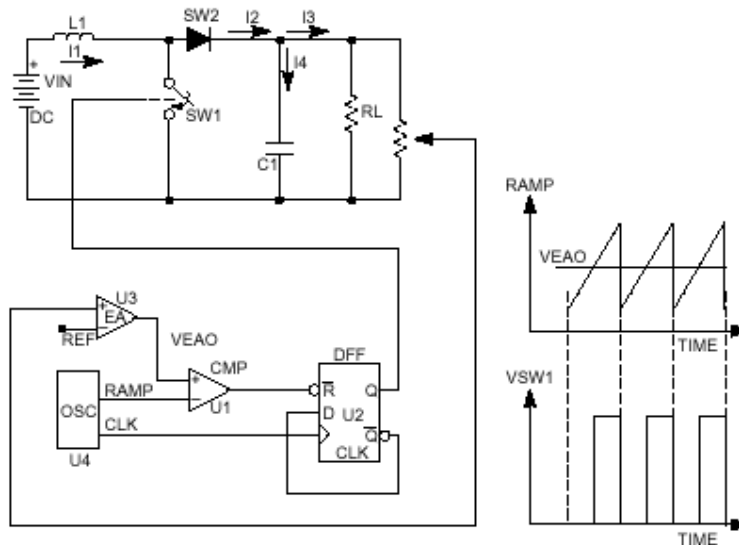 SW2
L1
I2
I3
I1
I4
+
VIN
DC
SW1
RL
C1
RAMP
VEAO
TIME
U3
+
EA
−
REF
VEAO
CMP
DFF
+
−
U1
R
Q
D
U2
Q
CLK
OSC
RAMP
CLK
U4
VSW1
TIME